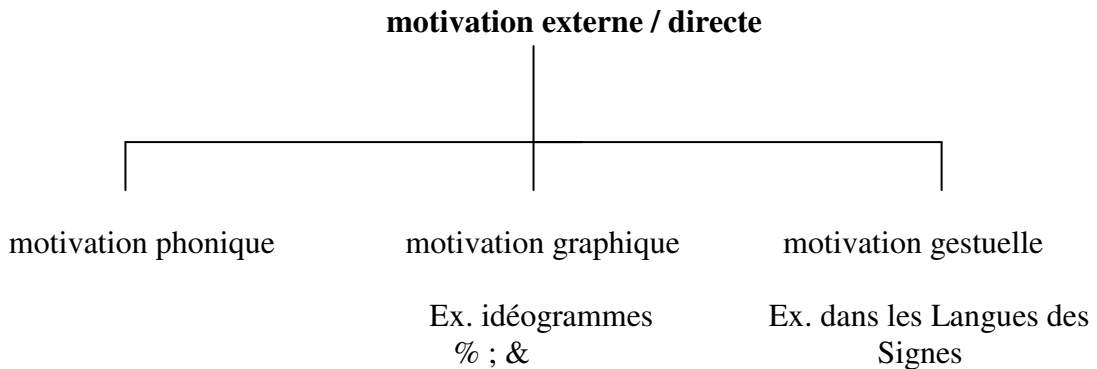 motivation externe / directe
motivation phonique
motivation graphique
motivation gestuelle
Ex. idéogrammes
% ; &
Ex. dans les Langues des
Signes